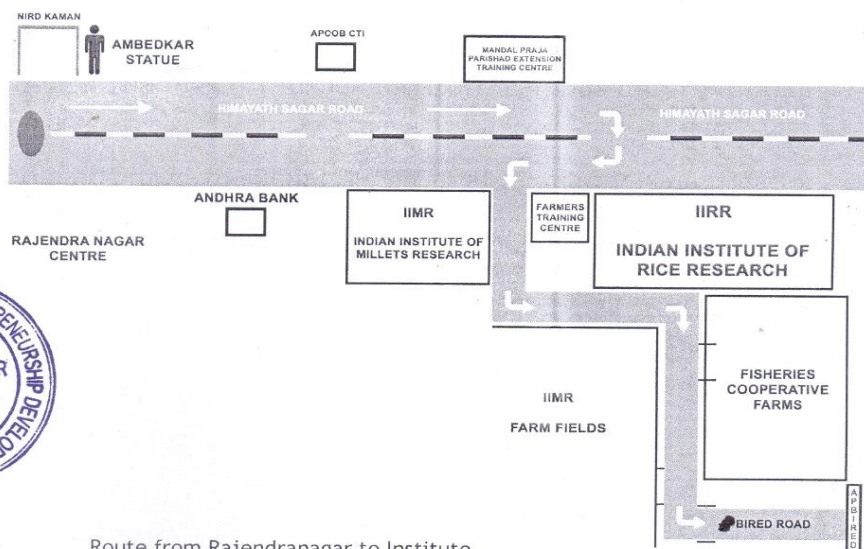 NIRD KAMAN
AMBEDKAR
STATUE
APCOB CTI
MANDAL PRAJA
PARISHAD EXTENSION
TRAINING CENTRE
HIMAYATH SAGAR ROAD
HIMAYATH SAGAR ROAD
ANDHRA BANK
RAJENDRA NAGAR
CENTRE
IIMR
INDIAN INSTITUTE OF
MILLETS RESEARCH
FARMERS
TRAINING
CENTRE
IIRR
INDIAN INSTITUTE OF
RICE RESEARCH
FISHERIES
COOPERATIVE
FARMS
IIMR
FARM FIELDS
BIRED ROAD
APBIRED
Route from Rajendranagar to Institute